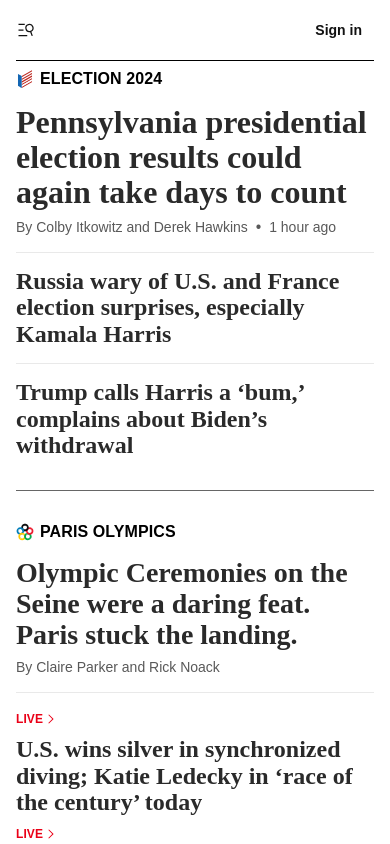 Sign in
ELECTION 2024
Pennsylvania presidential
election results could
again take days to count
By Colby Itkowitz and Derek Hawkins • 1 hour ago
Russia wary of U.S. and France
election surprises, especially
Kamala Harris
Trump calls Harris a ‘bum,’
complains about Biden’s
withdrawal
PARIS OLYMPICS
Olympic Ceremonies on the
Seine were a daring feat.
Paris stuck the landing.
By Claire Parker and Rick Noack
LIVE
U.S. wins silver in synchronized
diving; Katie Ledecky in ‘race of
the century’ today
LIVE